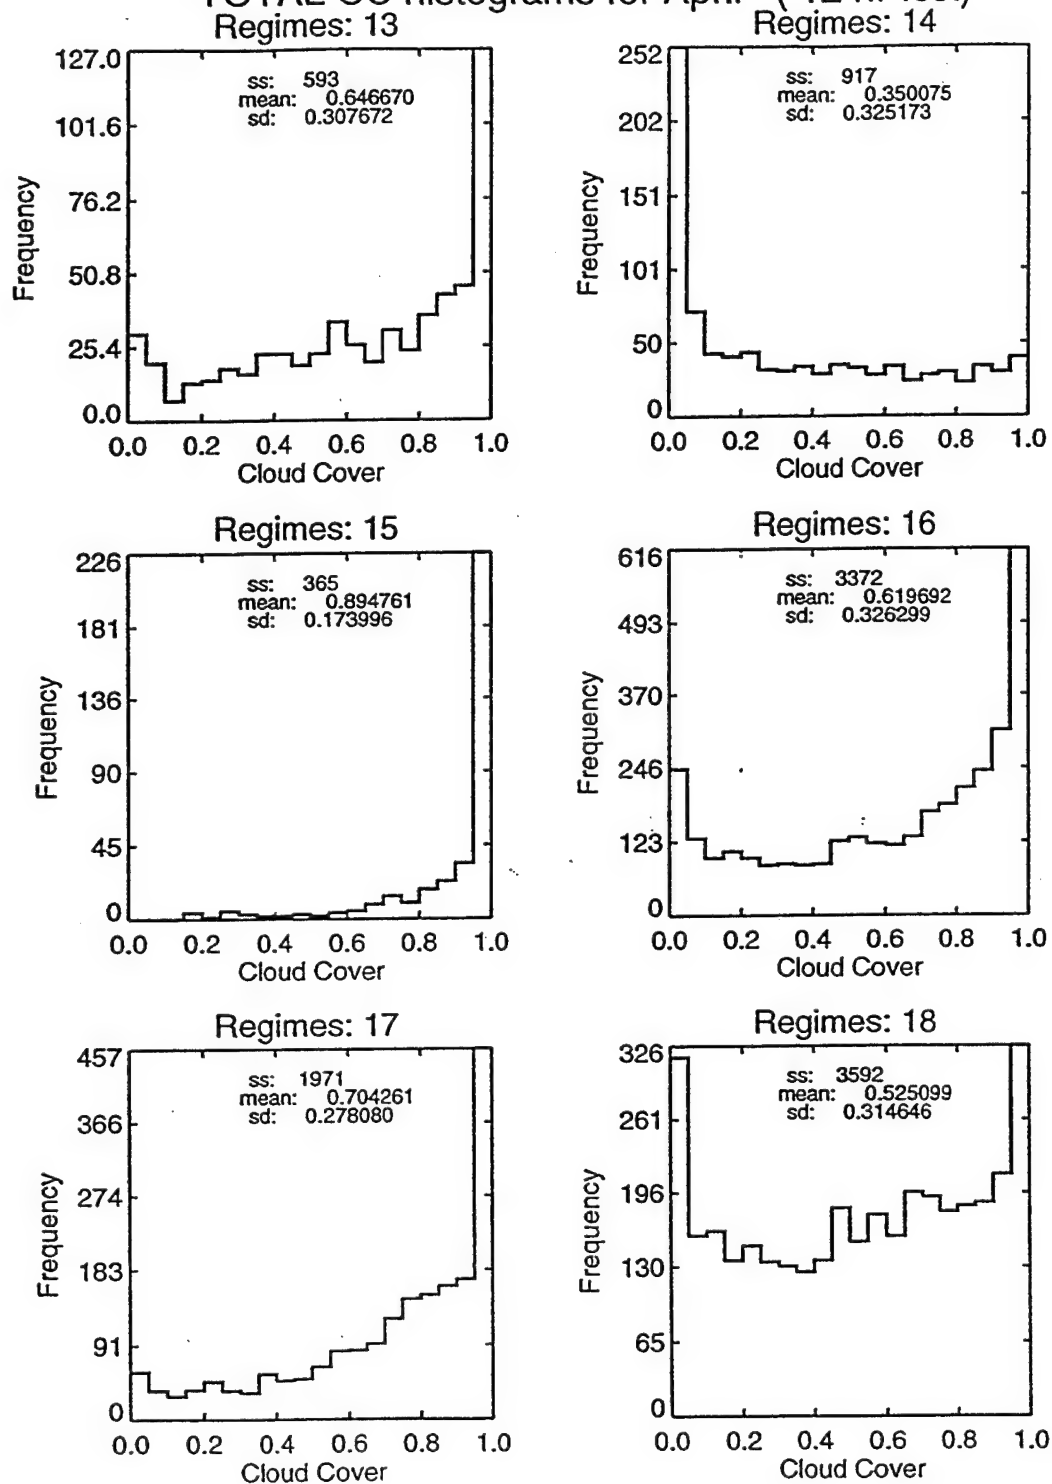 TOTAL CC histograms for April
Regimes: 13
127.0
101.6
76.2
50.8
25.4
0.0
Frequency
ss: 593
mean: 0.646670
sd: 0.307672
0.0 0.2 0.4 0.6 0.8 1.0
Cloud Cover
Regimes: 14
252
202
151
101
50
0
Frequency
ss: 917
mean: 0.350075
sd: 0.325173
0.0 0.2 0.4 0.6 0.8 1.0
Cloud Cover
Regimes: 15
226
181
136
90
45
0
Frequency
ss: 365
mean: 0.894761
sd: 0.173996
0.0 0.2 0.4 0.6 0.8 1.0
Cloud Cover
Regimes: 16
616
493
370
246
123
0
Frequency
ss: 3372
mean: 0.619692
sd: 0.326299
0.0 0.2 0.4 0.6 0.8 1.0
Cloud Cover
Regimes: 17
457
366
274
183
91
0
Frequency
ss: 1971
mean: 0.704261
sd: 0.278080
0.0 0.2 0.4 0.6 0.8 1.0
Cloud Cover
Regimes: 18
326
261
196
130
65
0
Frequency
ss: 3592
mean: 0.525099
sd: 0.314646
0.0 0.2 0.4 0.6 0.8 1.0
Cloud Cover